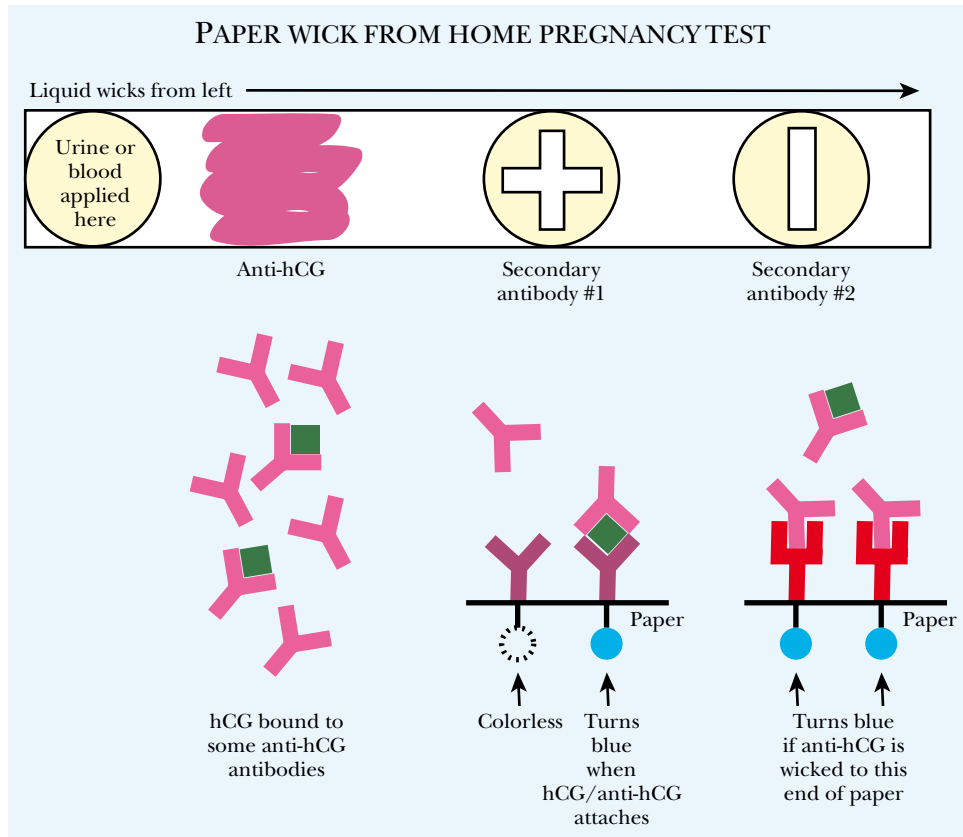 PAPER WICK FROM HOME PREGNANCY TEST
Liquid wicks from left
Urine or
blood
applied
here
Anti-hCG
Secondary
antibody #1
Secondary
antibody #2
Paper
Paper
hCG bound to
some anti-hCG
antibodies
Colorless
Turns
blue
when
hCG/anti-hCG
attaches
Turns blue
if anti-hCG is
wicked to this
end of paper